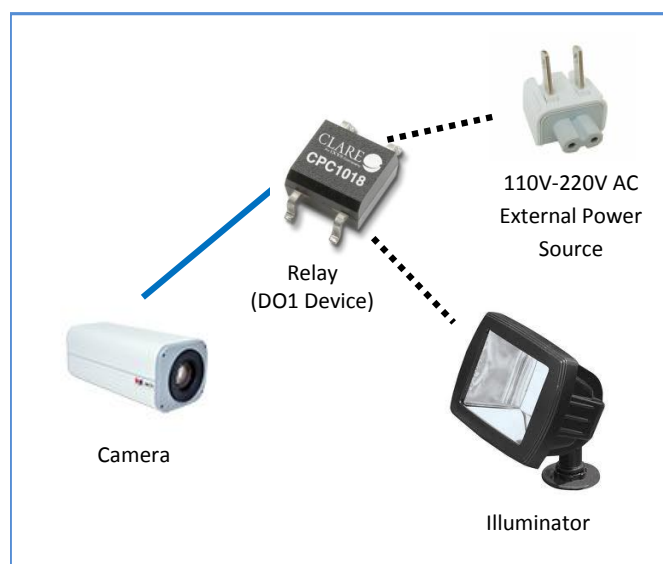 CLARE
CPC1018
110V-220V AC
External Power
Source
Relay
(DO1 Device)
Camera
Illuminator